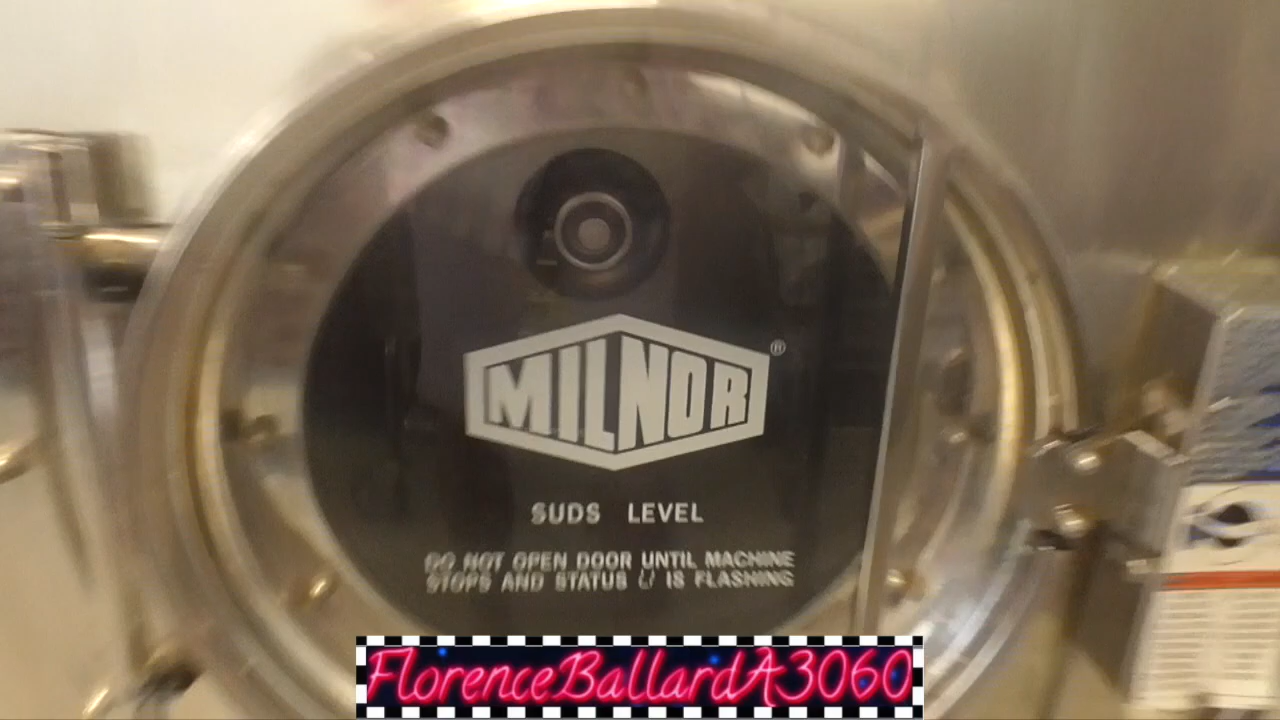 MILNOR®
SUDS LEVEL
DO NOT OPEN DOOR UNTIL MACHINE
STOPS AND STATUS IS FLASHING
FlorenceBallardA3060